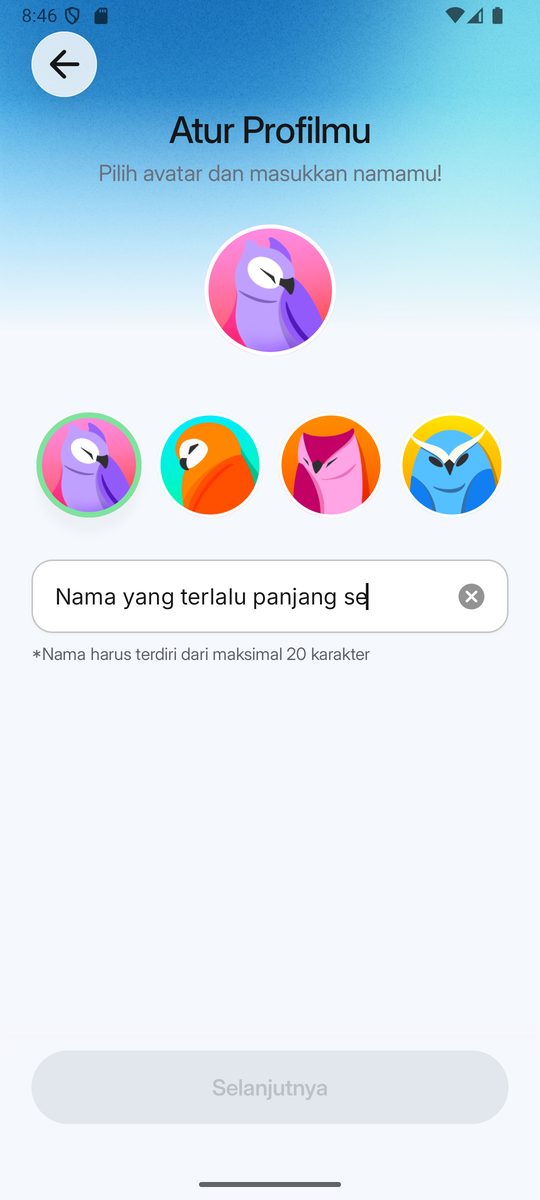 8:46
Atur Profilmu
Pilih avatar dan masukkan namamu!
Nama yang terlalu panjang se
*Nama harus terdiri dari maksimal 20 karakter
Selanjutnya